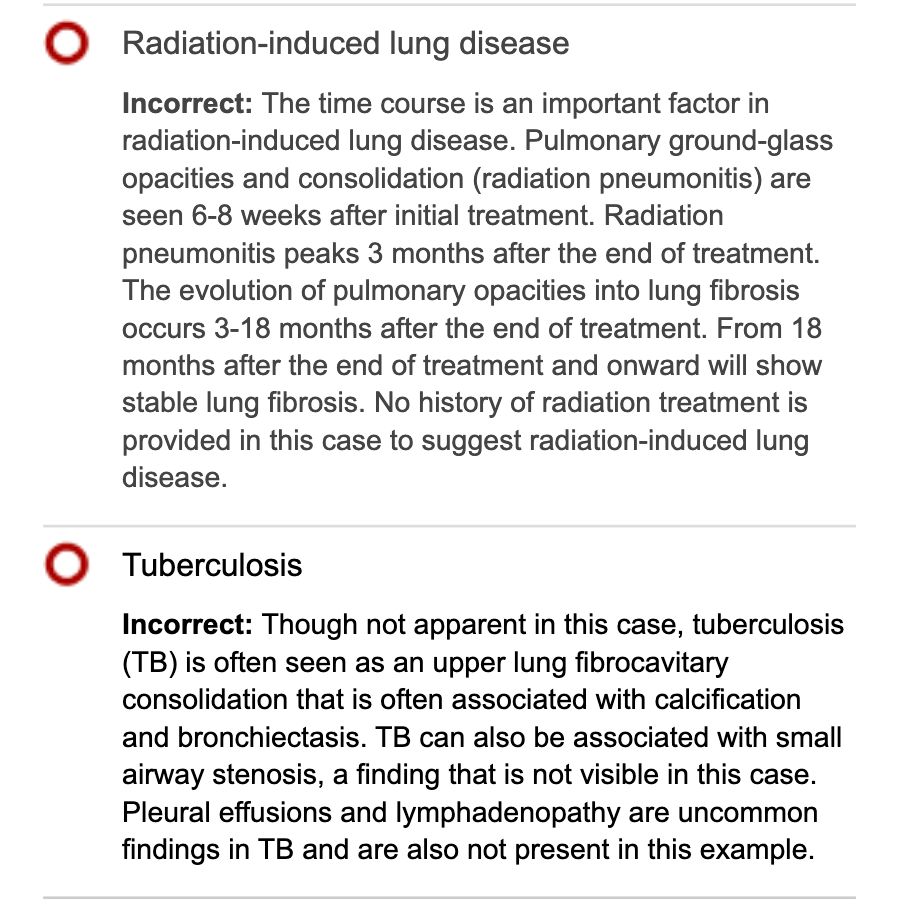 Radiation-induced lung disease
Incorrect: The time course is an important factor in
radiation-induced lung disease. Pulmonary ground-glass
opacities and consolidation (radiation pneumonitis) are
seen 6-8 weeks after initial treatment. Radiation
pneumonitis peaks 3 months after the end of treatment.
The evolution of pulmonary opacities into lung fibrosis
occurs 3-18 months after the end of treatment. From 18
months after the end of treatment and onward will show
stable lung fibrosis. No history of radiation treatment is
provided in this case to suggest radiation-induced lung
disease.
Tuberculosis
Incorrect: Though not apparent in this case, tuberculosis
(TB) is often seen as an upper lung fibrocavitary
consolidation that is often associated with calcification
and bronchiectasis. TB can also be associated with small
airway stenosis, a finding that is not visible in this case.
Pleural effusions and lymphadenopathy are uncommon
findings in TB and are also not present in this example.